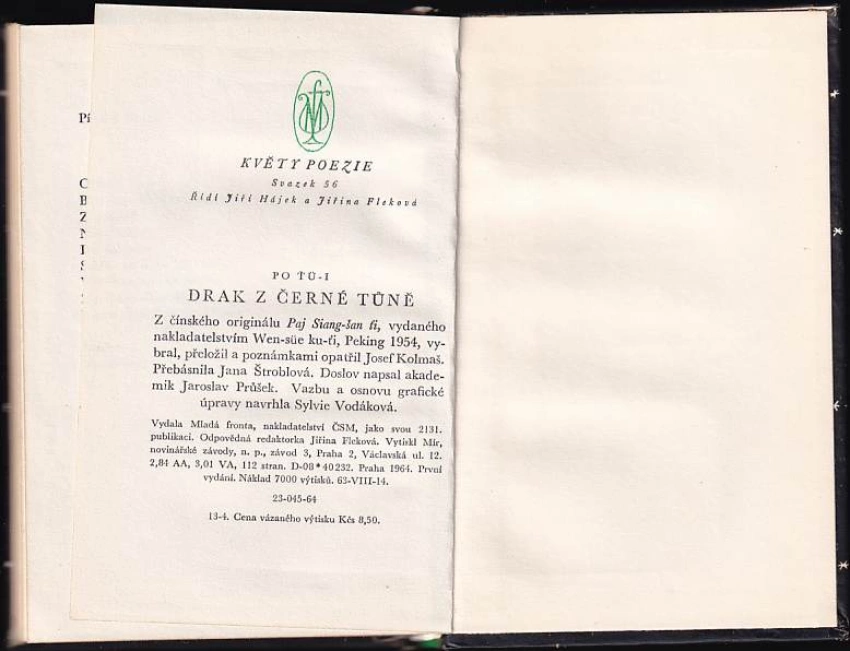 KVĚTY POEZIE
Svazek 56
Řídí Jiří Hájek a Jiřina Fleková
PO ŤÜ-I
DRAK Z ČERNÉ TŮNĚ
Z čínského originálu Paj Siang-šan ťi, vydaného
nakladatelstvím Wen-süe ku-ťi, Peking 1954, vy-
bral, přeložil a poznámkami opatřil Josef Kolmaš.
Přebásnila Jana Štroblová. Doslov napsal akade-
mik Jaroslav Průšek. Vazbu a osnovu grafické
úpravy navrhla Sylvie Vodáková.
Vydala Mladá fronta, nakladatelství ČSM, jako svou 2131.
publikaci. Odpovědná redaktorka Jiřina Fleková. Vytiskl Mír,
novinářské závody, n. p., závod 3, Praha 2, Václavská ul. 12.
2,84 AA, 3,01 VA, 112 stran. D-08*40232. Praha 1964. První
vydání. Náklad 7000 výtisků. 63-VIII-14.
23-045-64
13-4. Cena vázaného výtisku Kčs 8,50.